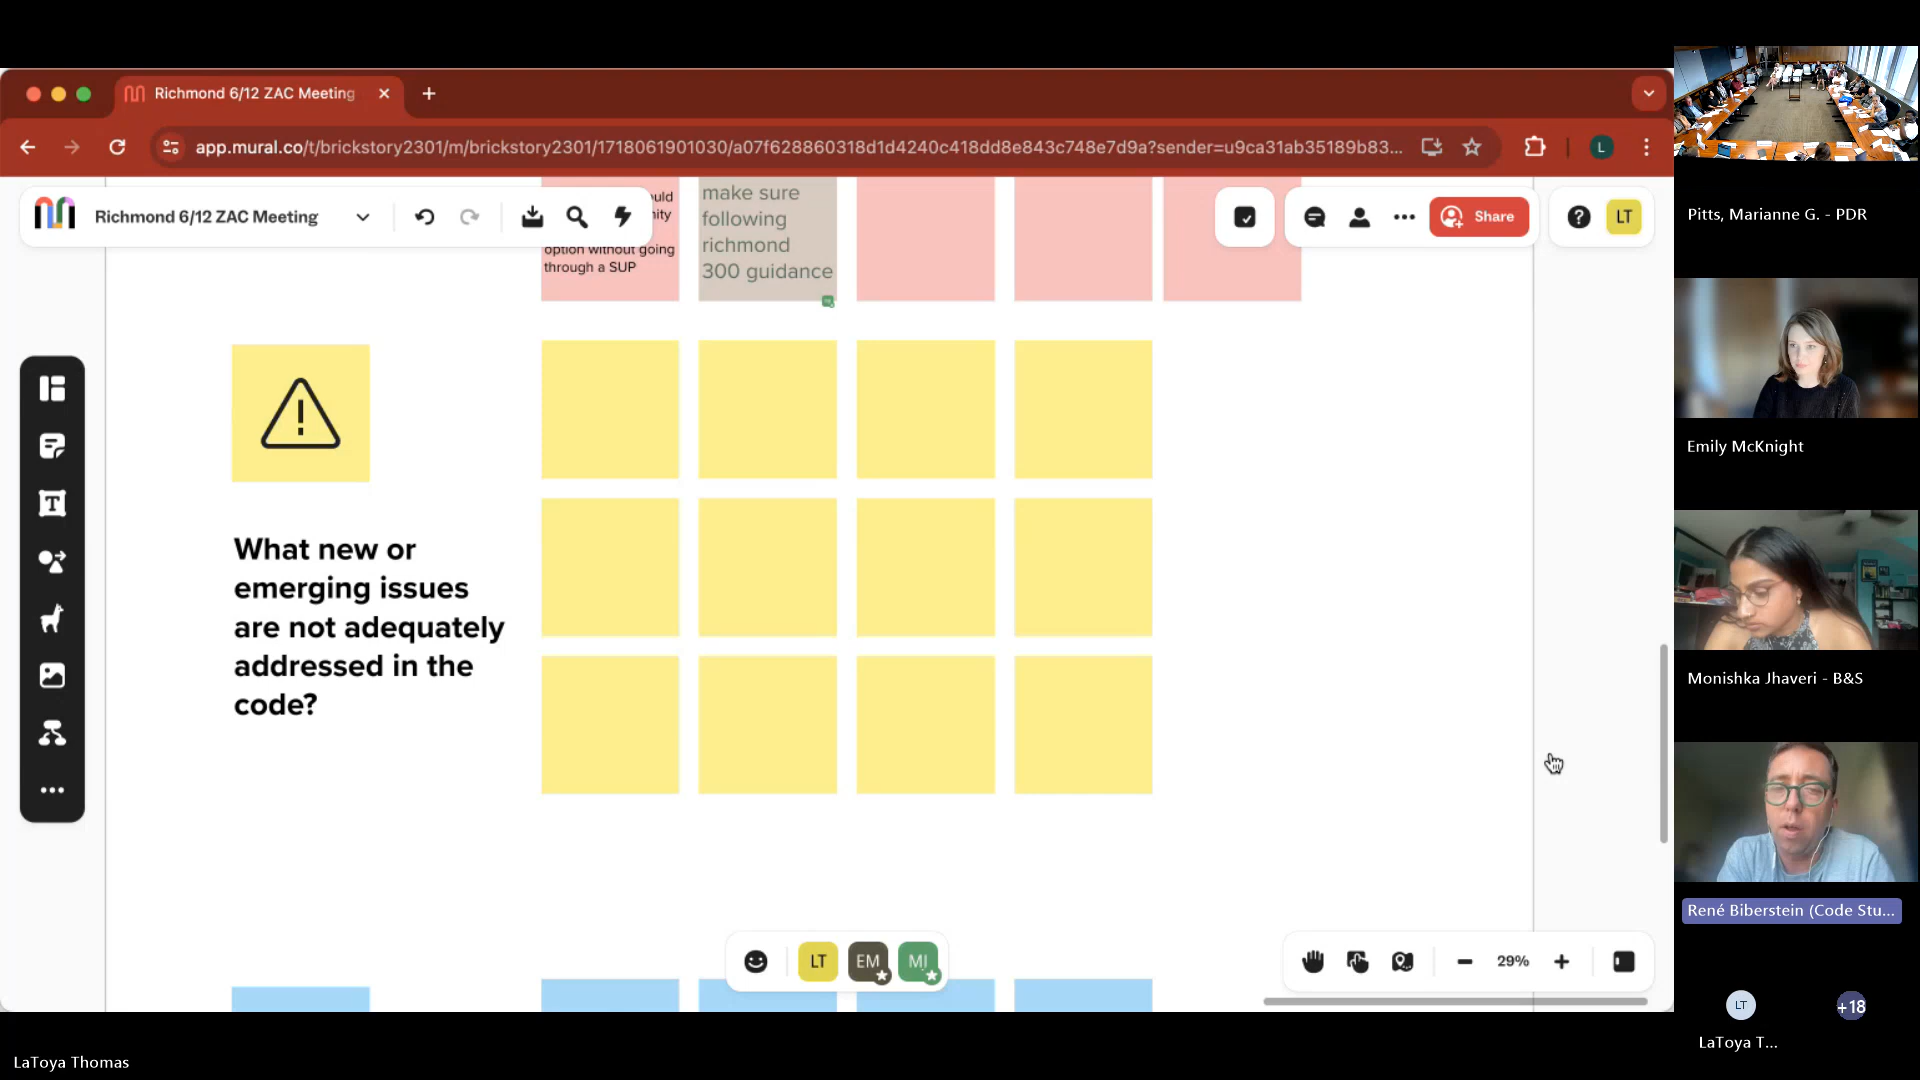 Richmond 6/12 ZAC Meeting
app.mural.co/t/brickstory2301/m/brickstory2301/1718061901030/a07f628860318d1d4240c418dd8e843c748e7d9a?sender=u9ca31ab35189b83...
L
Richmond 6/12 ZAC Meeting
Share
LT
option without going
through a SUP
make sure
following
richmond
300 guidance
What new or
emerging issues
are not adequately
addressed in the
code?
LT
EM
MJ
29%
Pitts, Marianne G. - PDR
Emily McKnight
Monishka Jhaveri - B&S
René Biberstein (Code Stu...
LT
+18
LaToya T...
LaToya Thomas